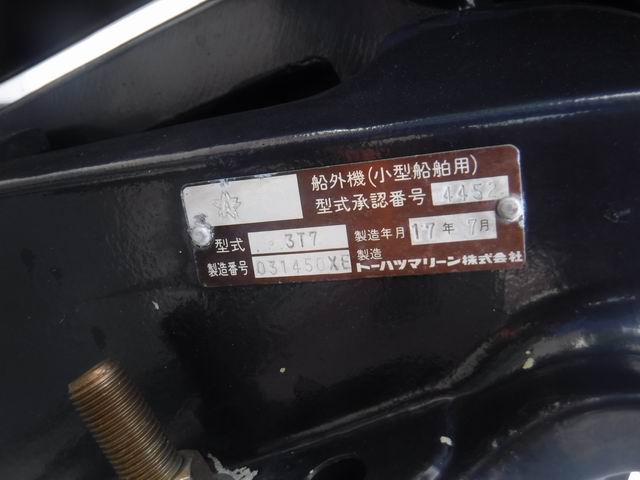 船外機(小型船舶用)
型式承認番号 4452
型式 3T7
製造年月 17年 7月
製造番号 031450XE
製造 トーハツマリーン株式会社